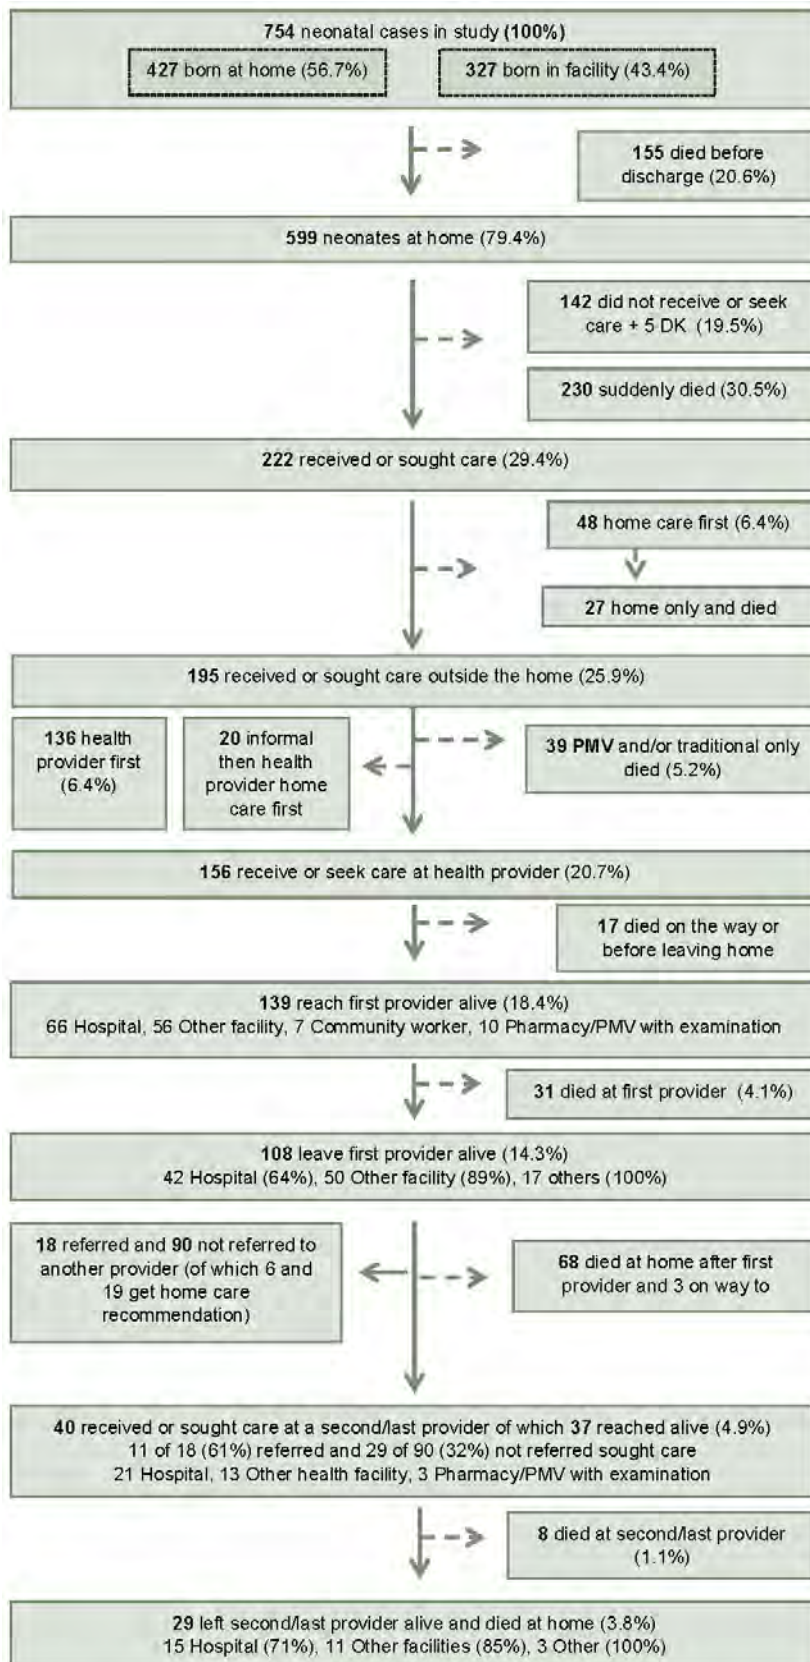 754 neonatal cases in study (100%)
427 born at home (56.7%)
327 born in facility (43.4%)
155 died before
discharge (20.6%)
599 neonates at home (79.4%)
142 did not receive or seek
care + 5 DK (19.5%)
230 suddenly died (30.5%)
222 received or sought care (29.4%)
48 home care first (6.4%)
27 home only and died
195 received or sought care outside the home (25.9%)
136 health
provider first
(6.4%)
20 informal
then health
provider home
care first
39 PMV and/or traditional only
died (5.2%)
156 receive or seek care at health provider (20.7%)
17 died on the way or
before leaving home
139 reach first provider alive (18.4%)
66 Hospital, 56 Other facility, 7 Community worker, 10 Pharmacy/PMV with examination
31 died at first provider (4.1%)
108 leave first provider alive (14.3%)
42 Hospital (64%), 50 Other facility (89%), 17 others (100%)
18 referred and 90 not referred to
another provider (of which 6 and
19 get home care
recommendation)
68 died at home after first
provider and 3 on way to
40 received or sought care at a second/last provider of which 37 reached alive (4.9%)
11 of 18 (61%) referred and 29 of 90 (32%) not referred sought care
21 Hospital, 13 Other health facility, 3 Pharmacy/PMV with examination
8 died at second/last provider
(1.1%)
29 left second/last provider alive and died at home (3.8%)
15 Hospital (71%), 11 Other facilities (85%), 3 Other (100%)